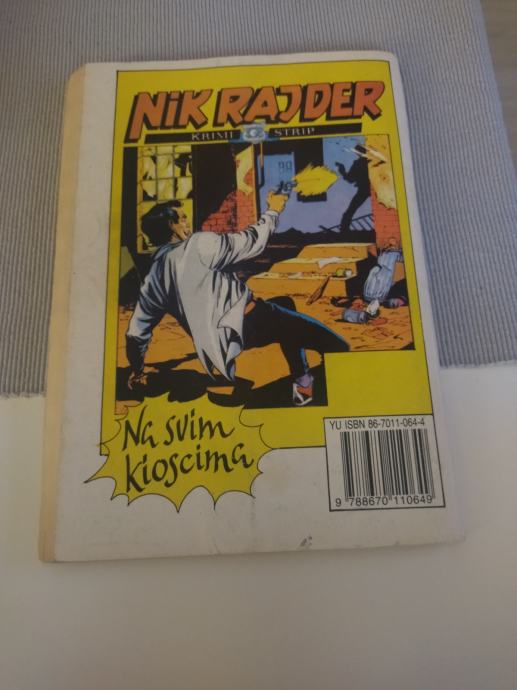 NIK RAJDER
KRIMI STRIP
Na svim
kioscima
YU ISBN 86-7011-064-4
9 788670 110649